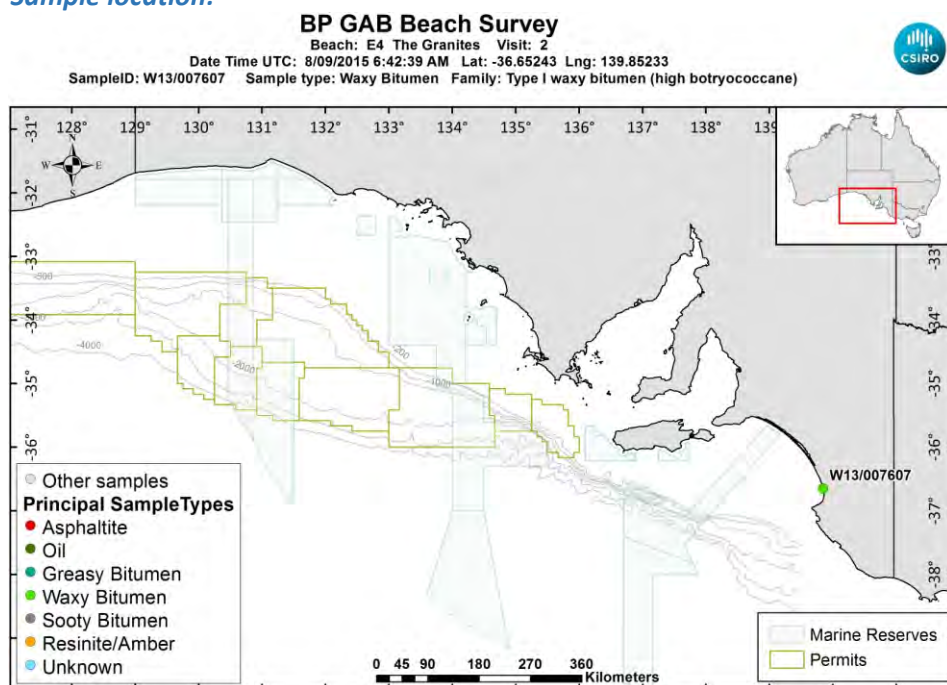 Sample location:
BP GAB Beach Survey
Beach: E4 The Granites Visit: 2
Date Time UTC: 8/09/2015 6:42:39 AM Lat: -36.65243 Lng: 139.85233
SampleID: W13/007607 Sample type: Waxy Bitumen Family: Type I waxy bitumen (high botryococcane)
CSIRO
128° 129° 130° 131° 132° 133° 134° 135° 136° 137° 138° 139
-31°
N
W E
S
-32°
-33°
-34°
-35°
-36°
-37°
-38°
-33°
-34°
-35°
-36°
-37°
-38°
-4000
-2000
-200
-1000
W13/007607
Other samples
Principal SampleTypes
Asphaltite
Oil
Greasy Bitumen
Waxy Bitumen
Sooty Bitumen
Resinite/Amber
Unknown
0 45 90 180 270 360
Kilometers
Marine Reserves
Permits